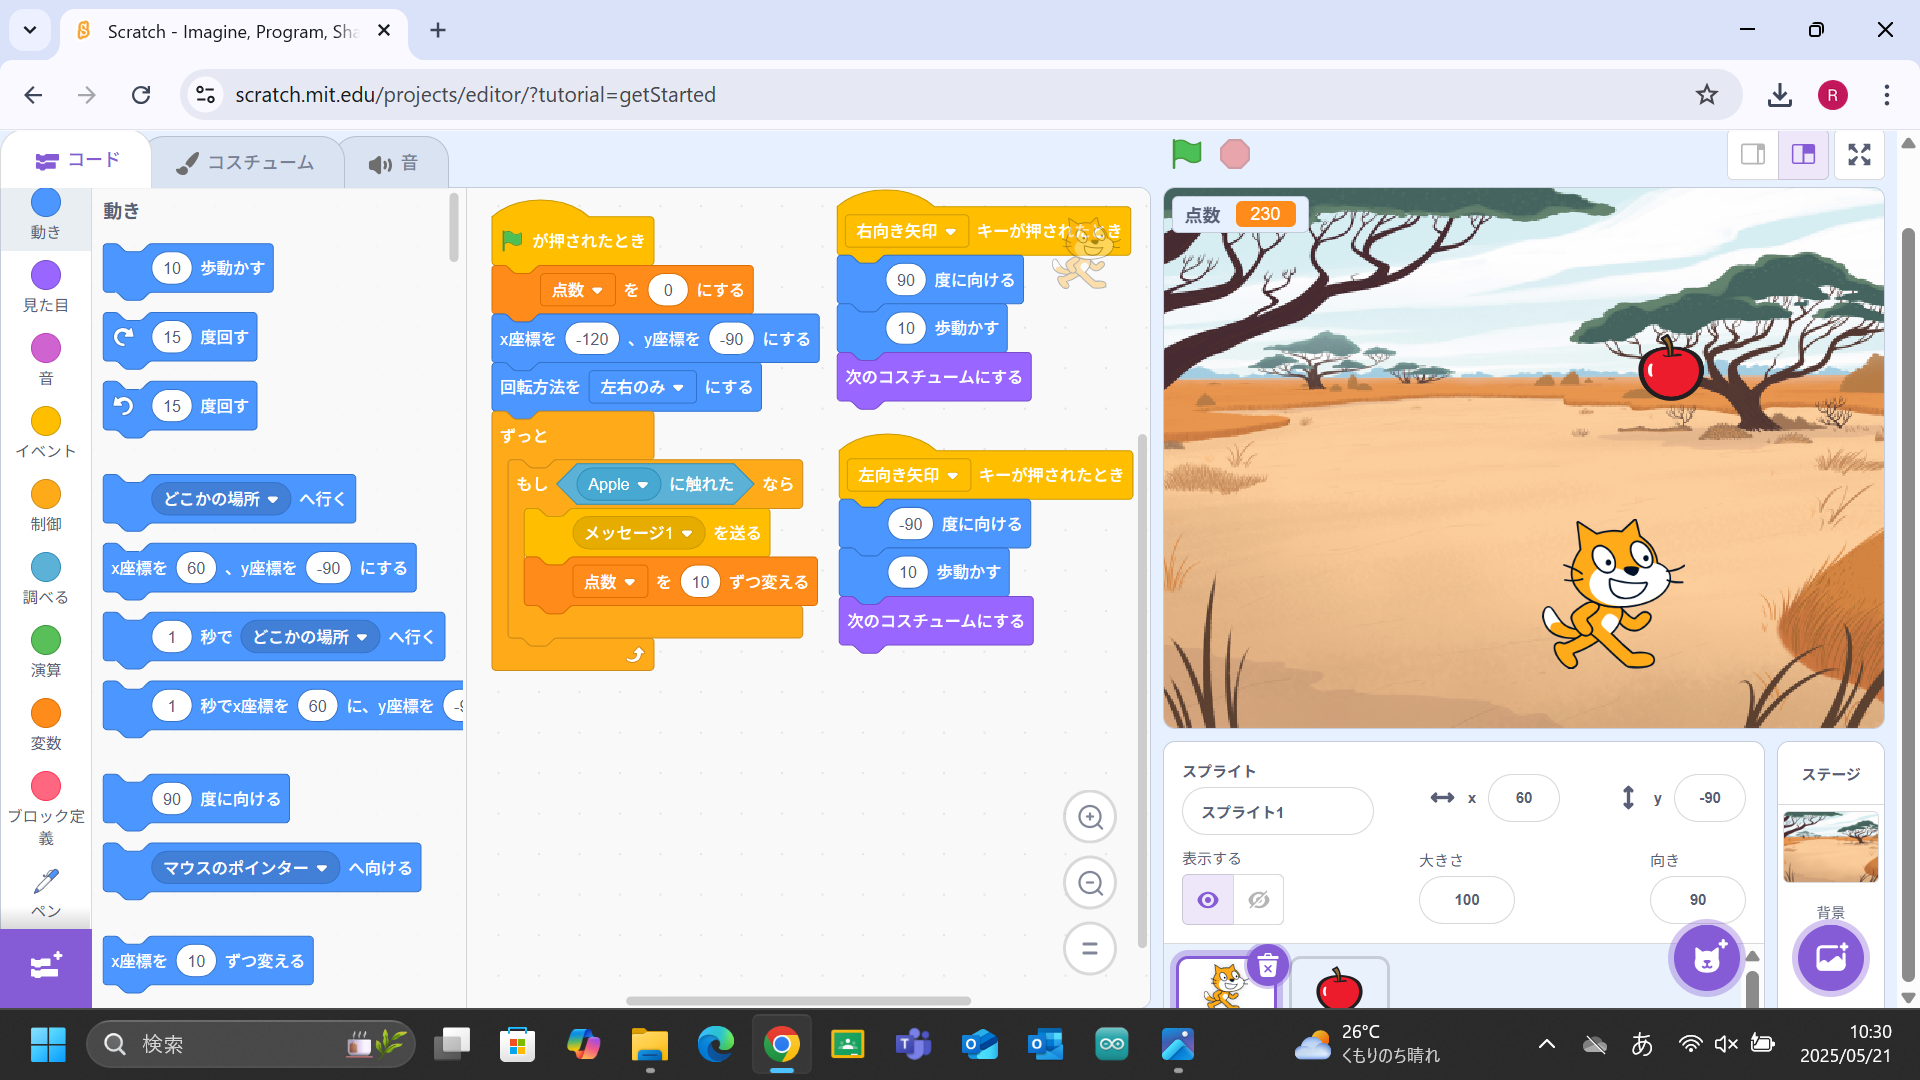 Scratch - Imagine, Program, Sha
scratch.mit.edu/projects/editor/?tutorial=getStarted
R
コード
コスチューム
音
動き
見た目
音
イベント
制御
調べる
演算
変数
ブロック定義
ペン
動き
10 歩動かす
15 度回す
15 度回す
どこかの場所 へ行く
x座標を 60 、y座標を -90 にする
1 秒で どこかの場所 へ行く
1 秒でx座標を 60 に、y座標を -9
90 度に向ける
マウスのポインター へ向ける
x座標を 10 ずつ変える
が押されたとき
点数 を 0 にする
x座標を -120 、y座標を -90 にする
回転方法を 左右のみ にする
ずっと
もし Apple に触れた なら
メッセージ1 を送る
点数 を 10 ずつ変える
右向き矢印 キーが押されたとき
90 度に向ける
10 歩動かす
次のコスチュームにする
左向き矢印 キーが押されたとき
-90 度に向ける
10 歩動かす
次のコスチュームにする
点数 230
スプライト
スプライト1
x 60
y -90
表示する
大きさ
100
向き
90
ステージ
背景
検索
26°C
くもりのち晴れ
あ
10:30
2025/05/21